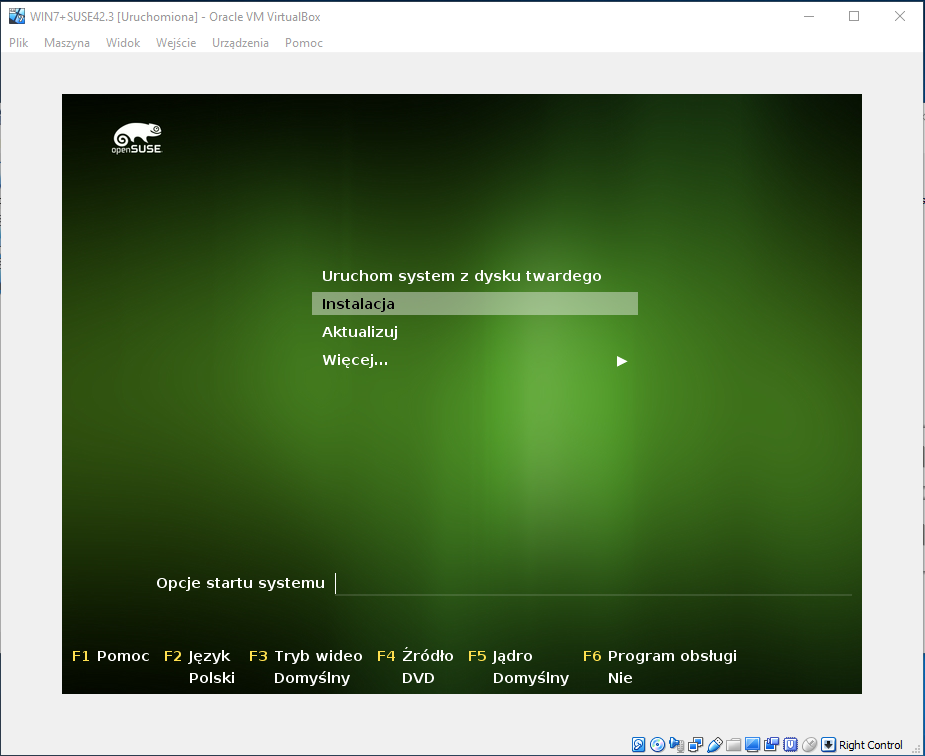 WIN7+SUSE42.3 [Uruchomiona] - Oracle VM VirtualBox
Plik Maszyna Widok Wejście Urządzenia Pomoc
openSUSE
Uruchom system z dysku twardego
Instalacja
Aktualizuj
Więcej...
Opcje startu systemu
F1 Pomoc F2 Język F3 Tryb wideo F4 Źródło F5 Jądro F6 Program obsługi
Polski Domyślny DVD Domyślny Nie
Right Control